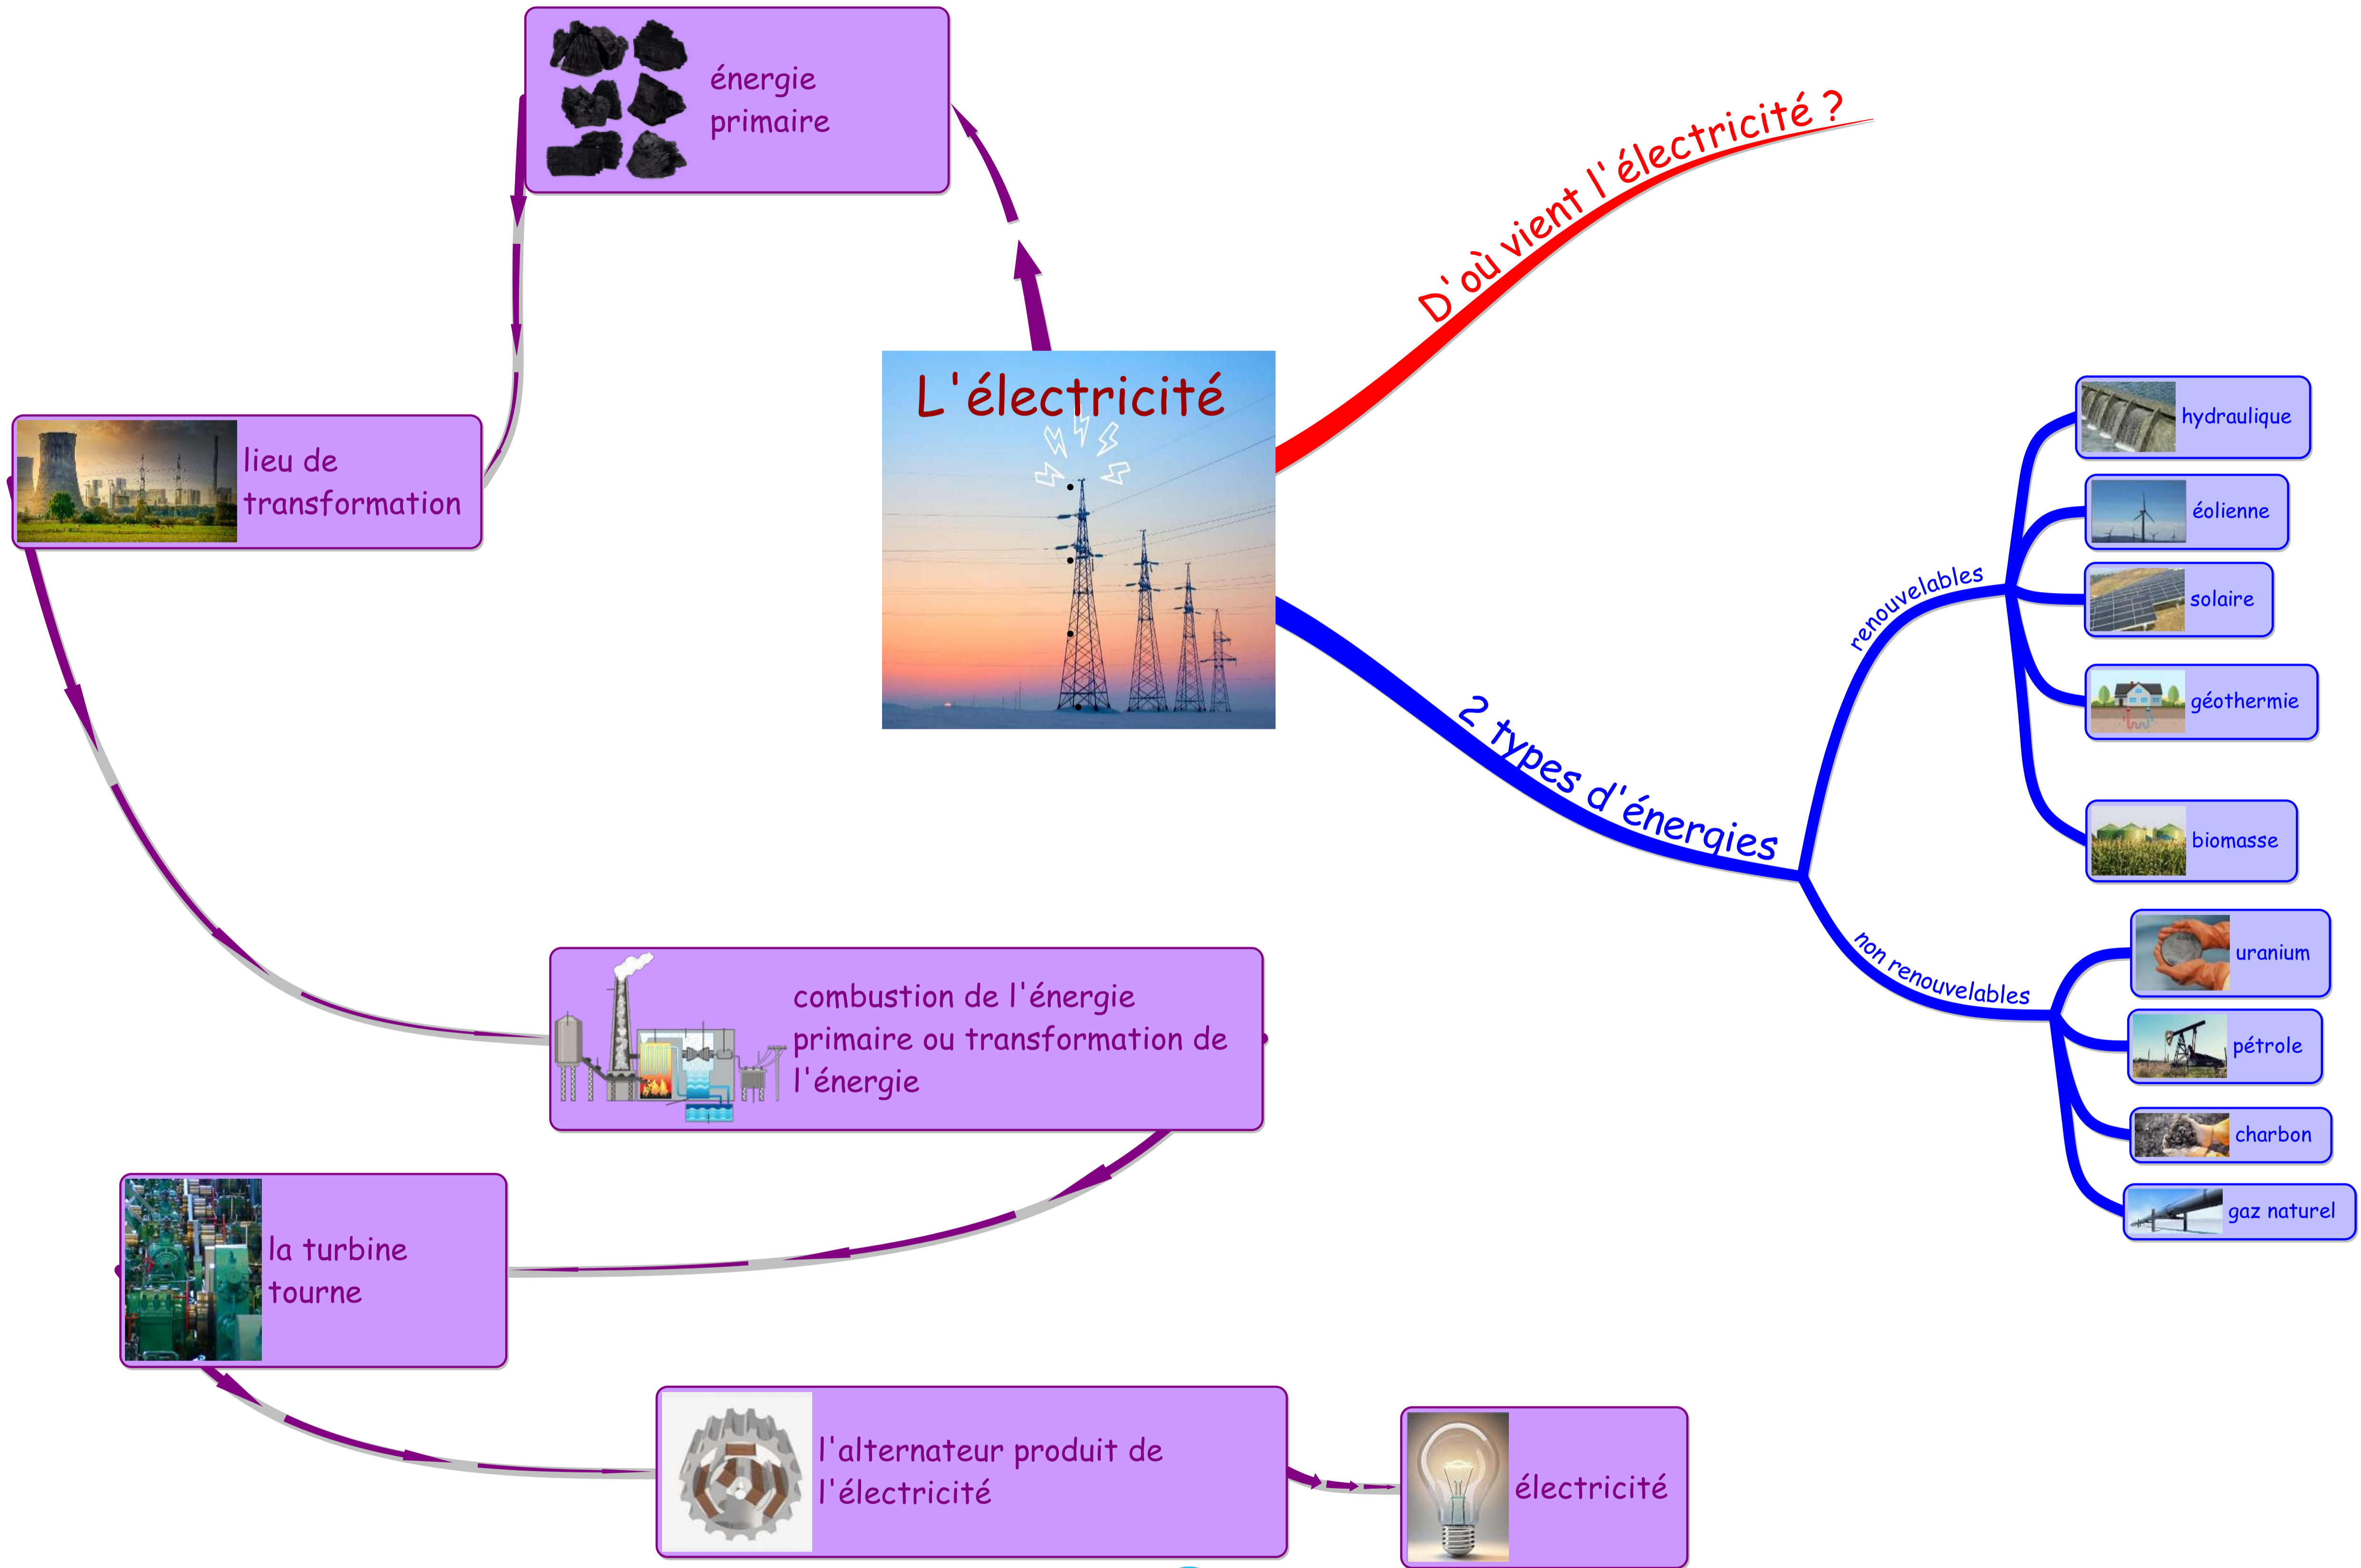 L'électricité
D'où vient l'électricité ?
2 types d'énergies
renouvelables
hydraulique
éolienne
solaire
géothermie
biomasse
non renouvelables
uranium
pétrole
charbon
gaz naturel
énergie
primaire
lieu de
transformation
combustion de l'énergie
primaire ou transformation de
l'énergie
la turbine
tourne
l'alternateur produit de
l'électricité
électricité